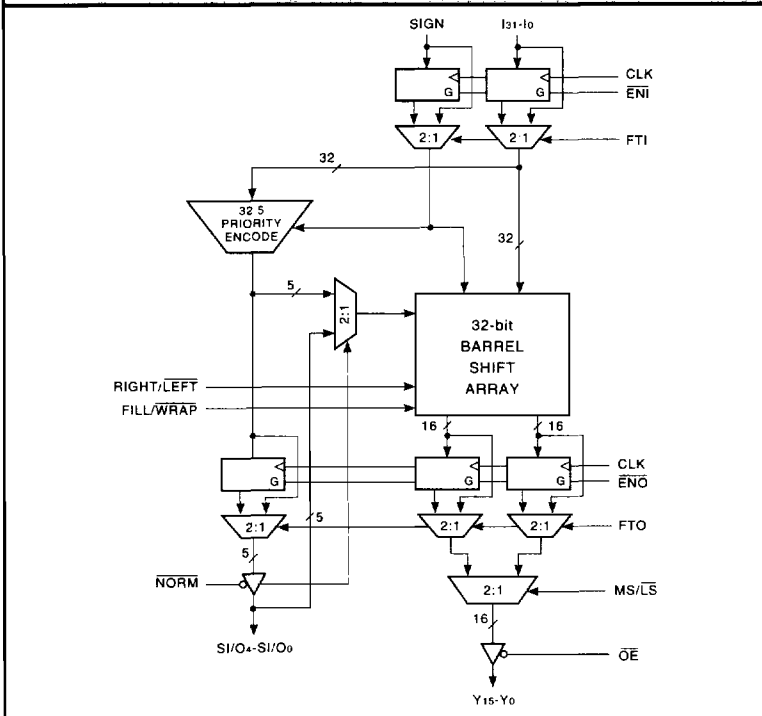 SIGN I31-I0
CLK
G G ENI
2:1 2:1 FTI
32
32 5
PRIORITY
ENCODE
32
5
2:1
32-bit
BARREL
SHIFT
ARRAY
RIGHT/LEFT
FILL/WRAP
16 16
CLK
G G G ENO
2:1 5 2:1 2:1 FTO
5
NORM 2:1 MS/LS
16
SI/O4-SI/O0
OE
Y15-Y0